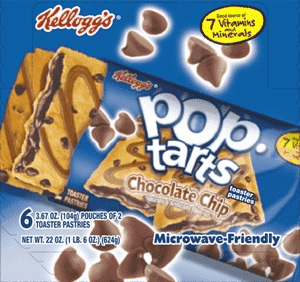 Kellogg's
Good source of
7 Vitamins
and
Minerals
Kellogg's
pop.
tarts
7 V
Chocolate Chip
toaster
pastries
TOASTER
PASTRIES
6 3.67 OZ. (104g) POUCHES OF 2
TOASTER PASTRIES
NET WT. 22 OZ. (1 LB. 6 OZ.) (624g)
Microwave-Friendly